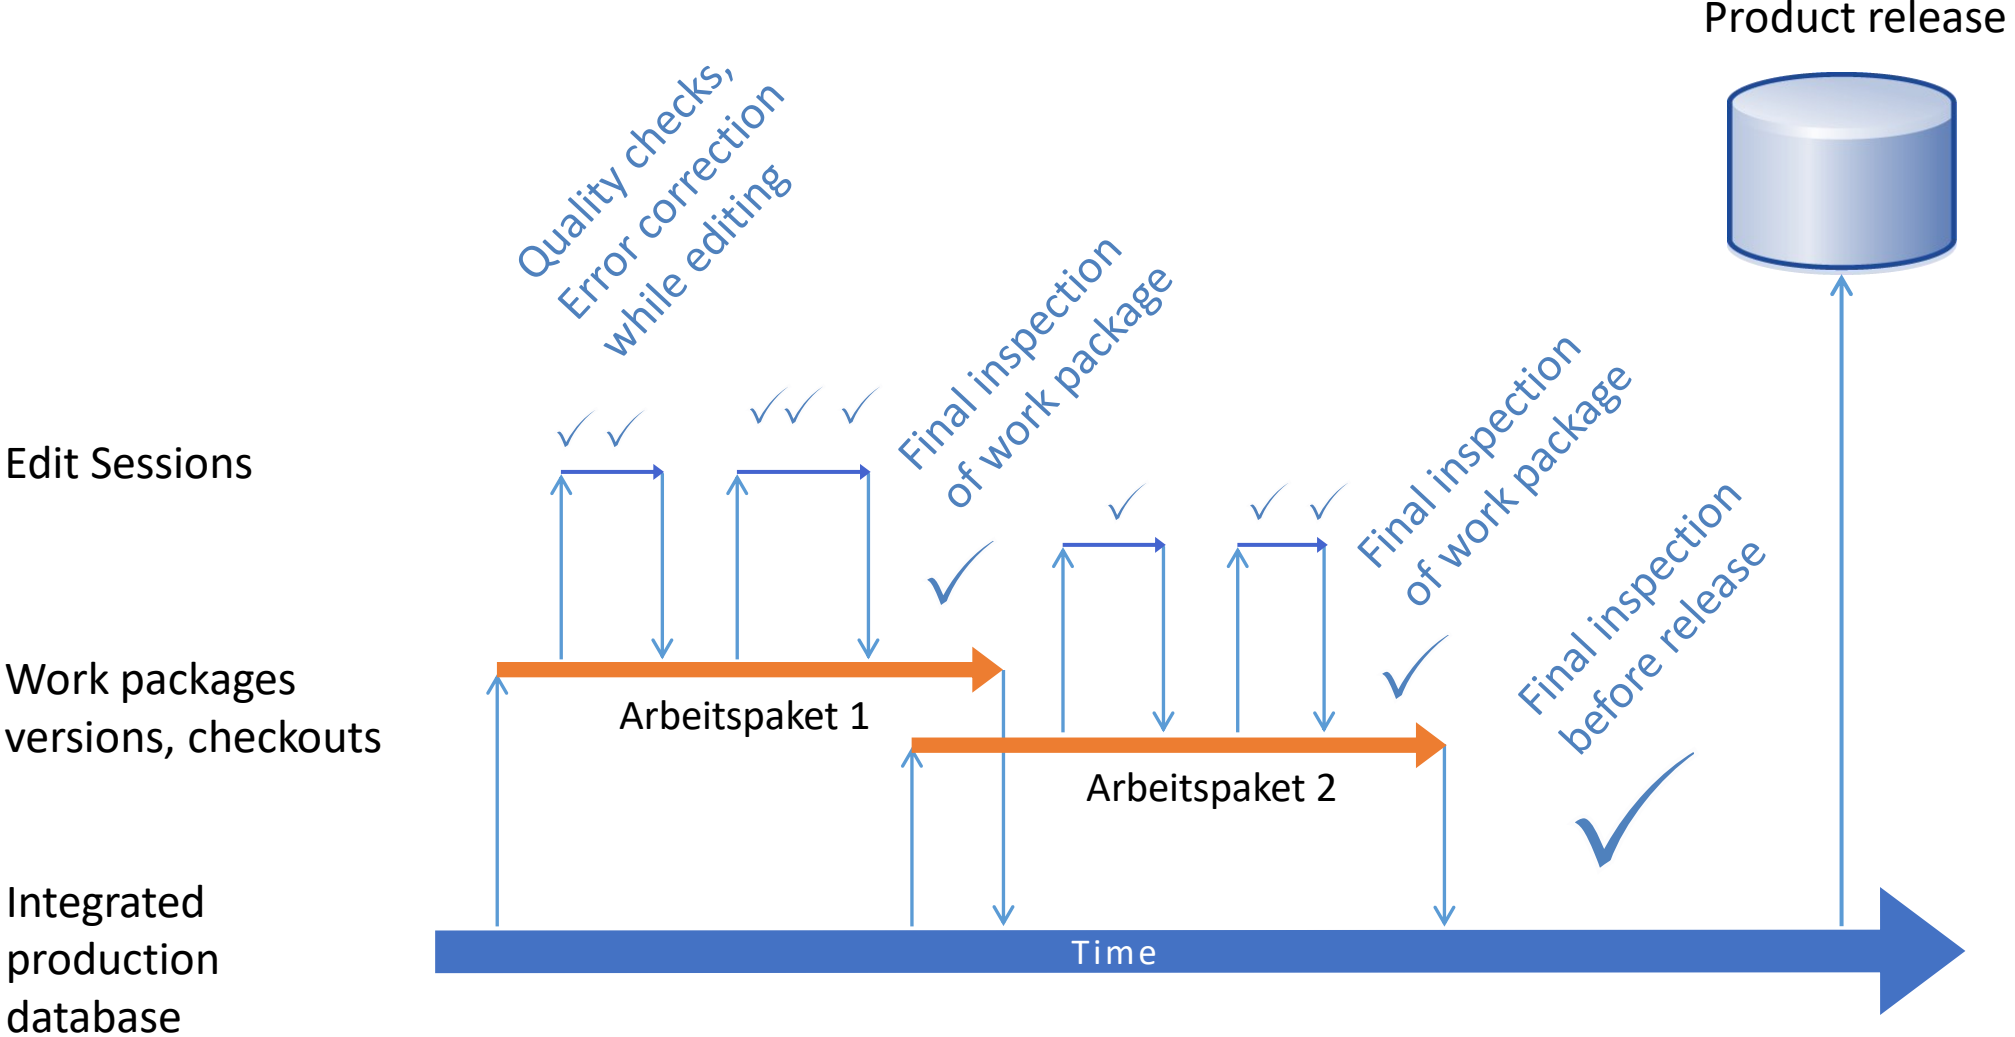 Product release
Quality checks,
Error correction
while editing
Final inspection
of work package
Final inspection
of work package
Final inspection
before release
Edit Sessions
Work packages
versions, checkouts
Arbeitspaket 1
Arbeitspaket 2
Integrated
production
database
Time